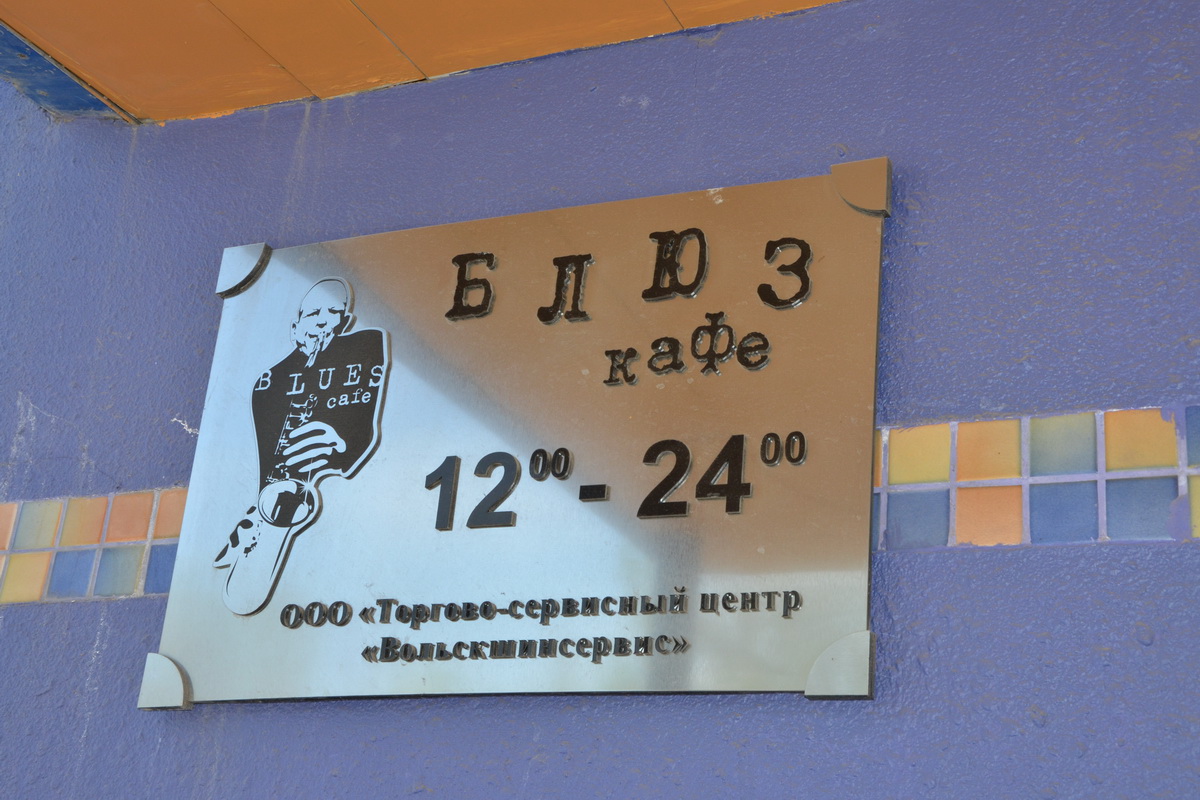 БЛЮЗ
кафе
BLUES
cafe
12⁰⁰ - 24⁰⁰
ООО «Торгово-сервисный центр
«Вольскшинсервис»